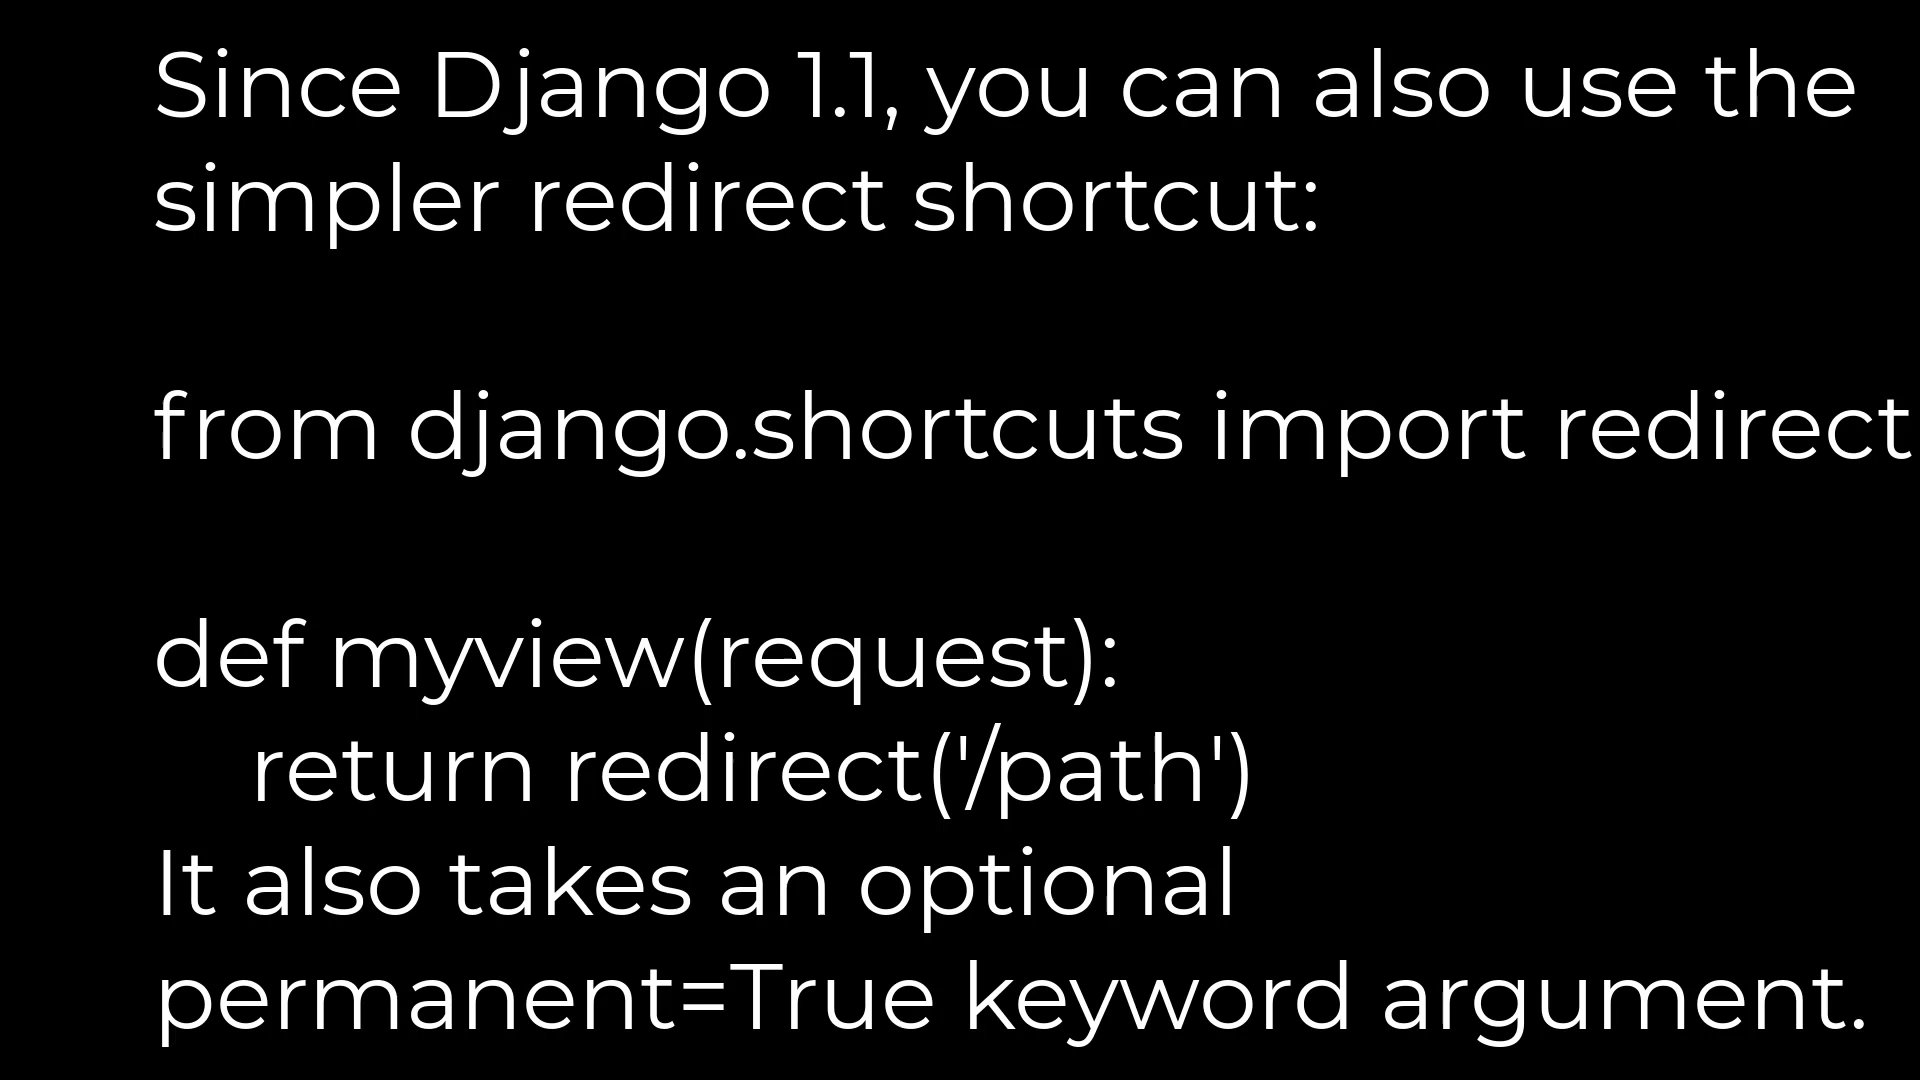 Since Django 1.1, you can also use the
simpler redirect shortcut:
from django.shortcuts import redirect
def myview(request):
    return redirect('/path')
It also takes an optional
permanent=True keyword argument.